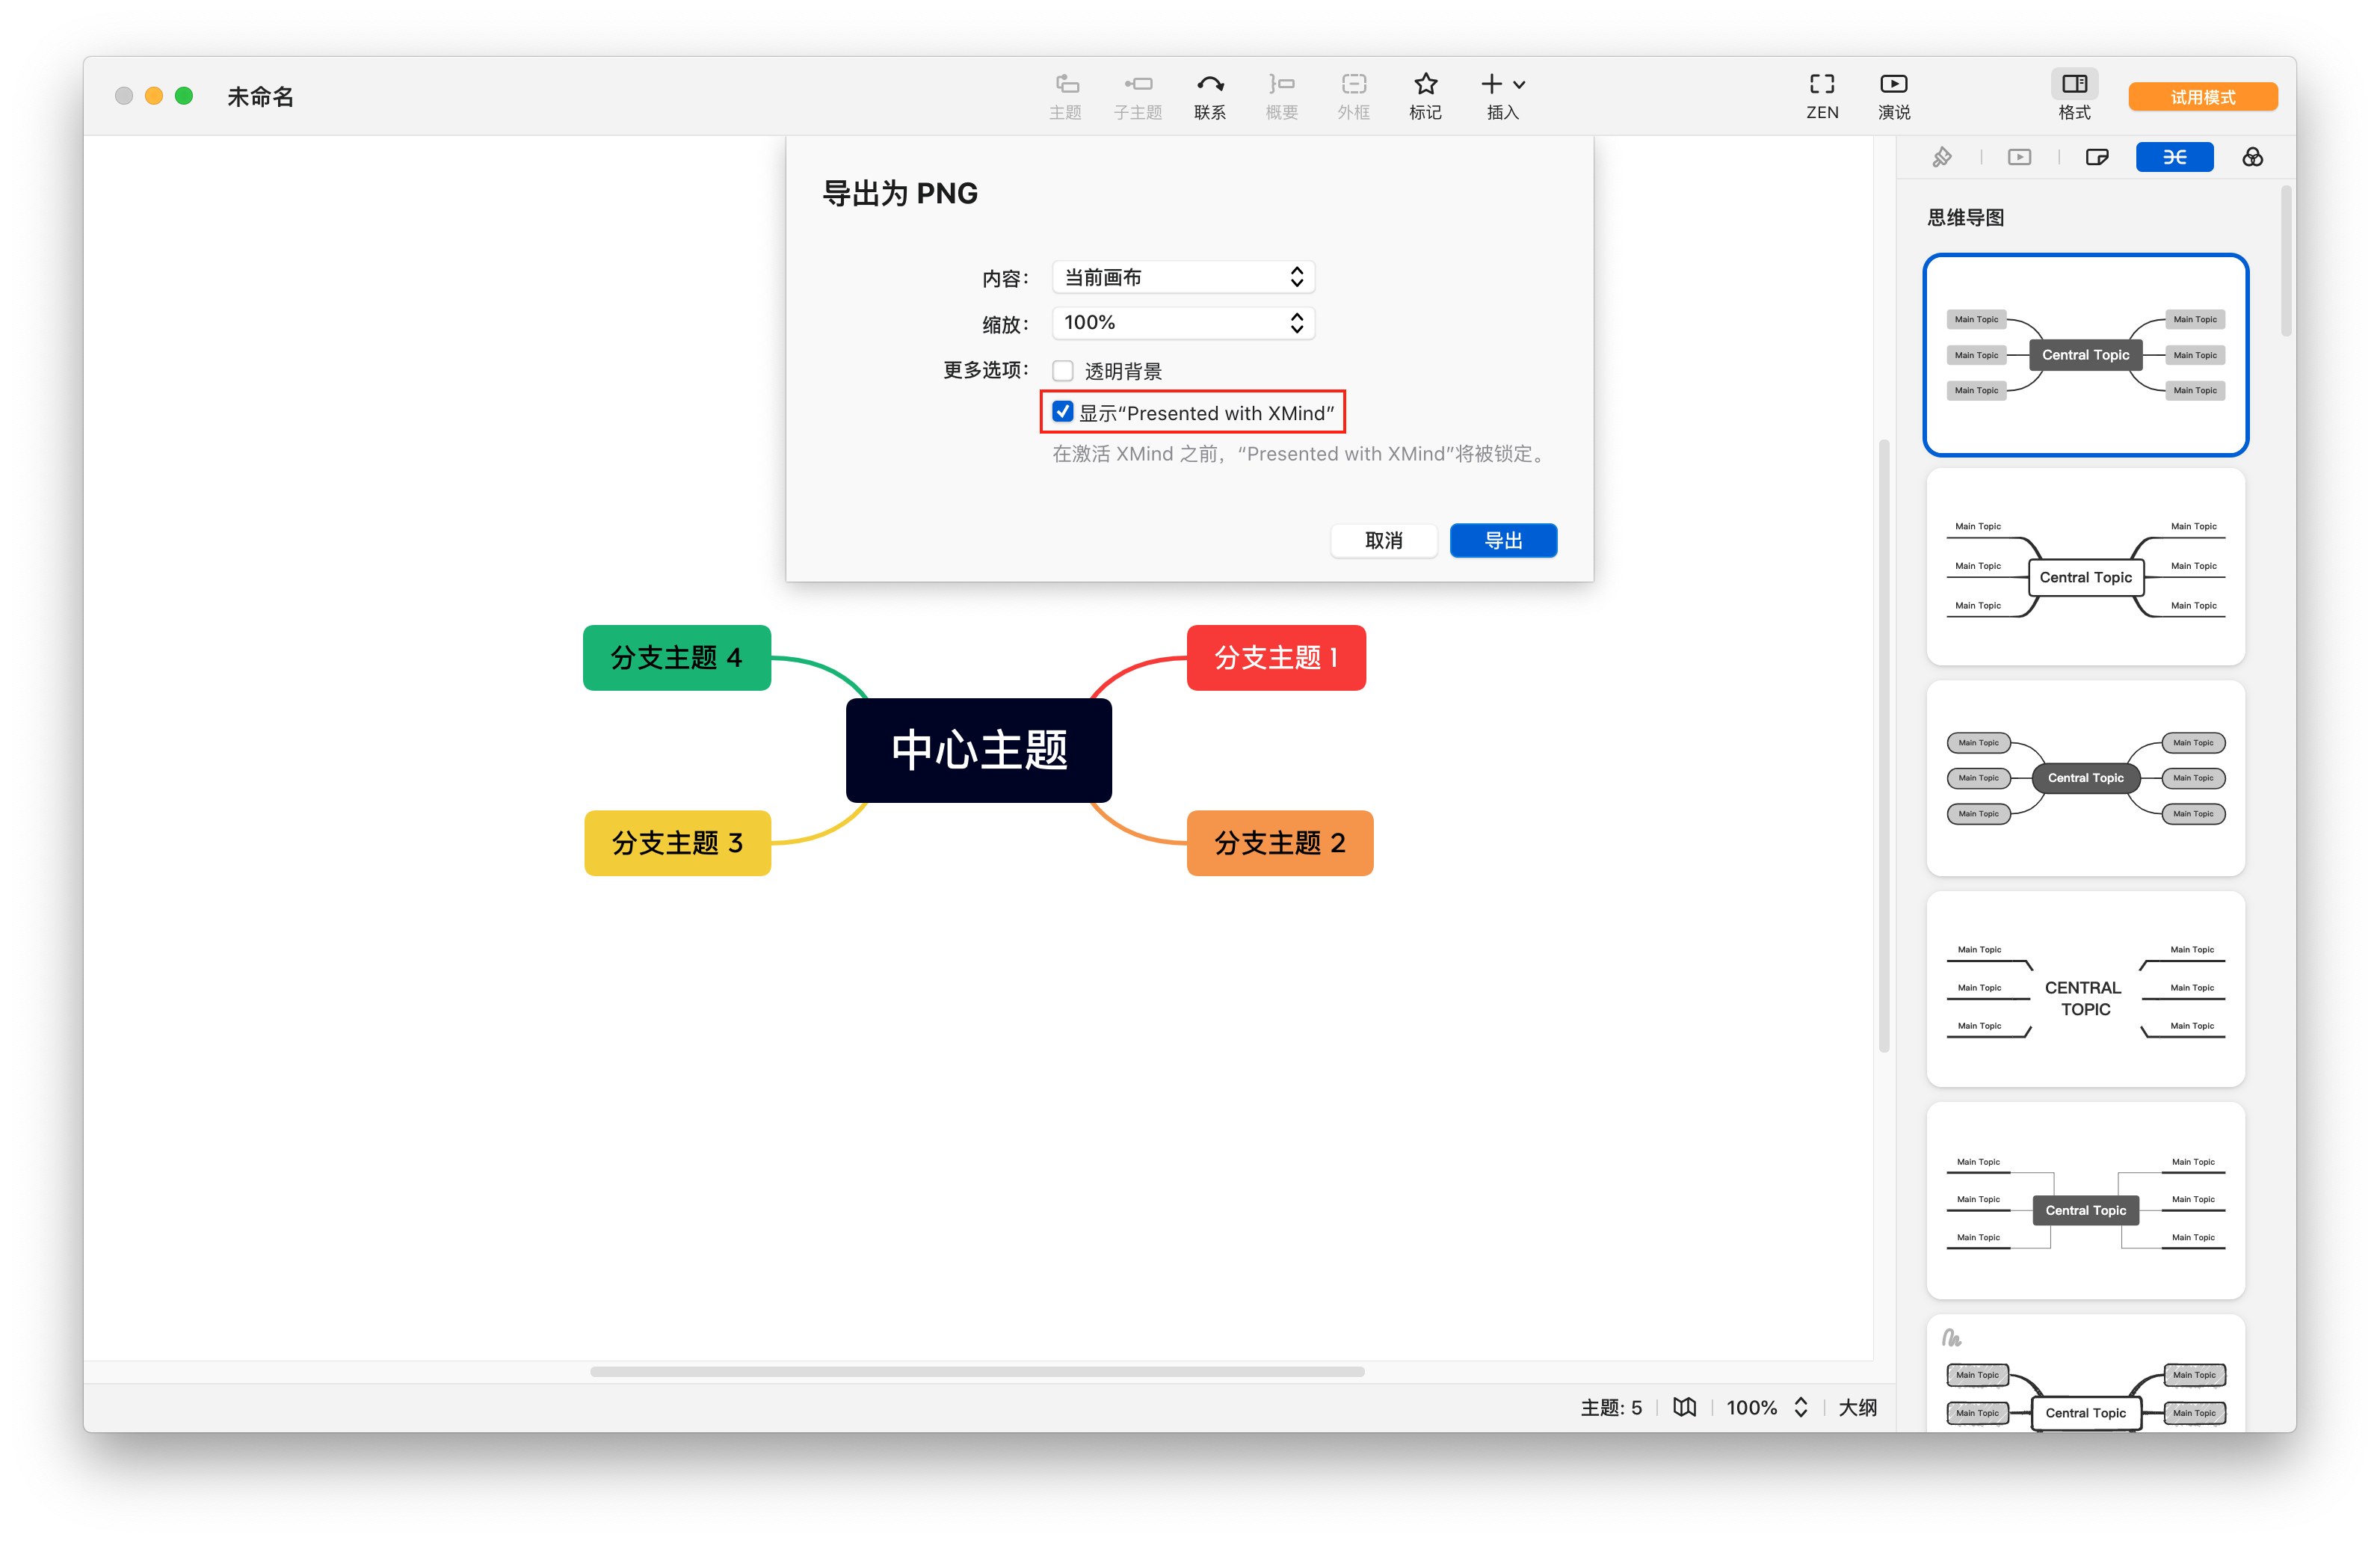 未命名
主题
子主题
联系
概要
外框
标记
插入
ZEN
演说
格式
试用模式
导出为 PNG
内容：
当前画布
缩放：
100%
更多选项：
透明背景
显示“Presented with XMind”
在激活 XMind 之前，“Presented with XMind”将被锁定。
取消
导出
分支主题 4
分支主题 1
中心主题
分支主题 3
分支主题 2
思维导图
Main Topic
Main Topic
Main Topic
Central Topic
Main Topic
Main Topic
Main Topic
Main Topic
Main Topic
Main Topic
Central Topic
Main Topic
Main Topic
Main Topic
Main Topic
Main Topic
Main Topic
Central Topic
Main Topic
Main Topic
Main Topic
Main Topic
Main Topic
Main Topic
CENTRAL
TOPIC
Main Topic
Main Topic
Main Topic
Main Topic
Main Topic
Main Topic
Central Topic
Main Topic
Main Topic
Main Topic
Main Topic
Main Topic
Central Topic
Main Topic
Main Topic
主题: 5
100%
大纲